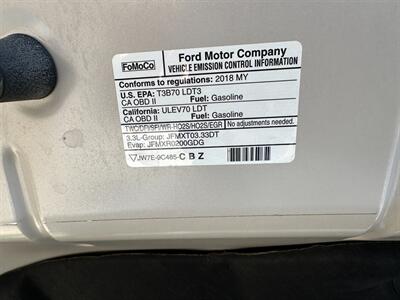 FoMoCo
Ford Motor Company
VEHICLE EMISSION CONTROL INFORMATION
Conforms to regulations: 2018 MY
U.S. EPA: T3B70 LDT3
CA OBD II Fuel: Gasoline
California: ULEV70 LDT
CA OBD II Fuel: Gasoline
TWC/DFI/SFI/WR-HO2S/HO2S/EGR No adjustments needed.
3.3L-Group: JFMXT03.33DT
Evap: JFMXR0200GDG
JW7E-9C485-C B Z